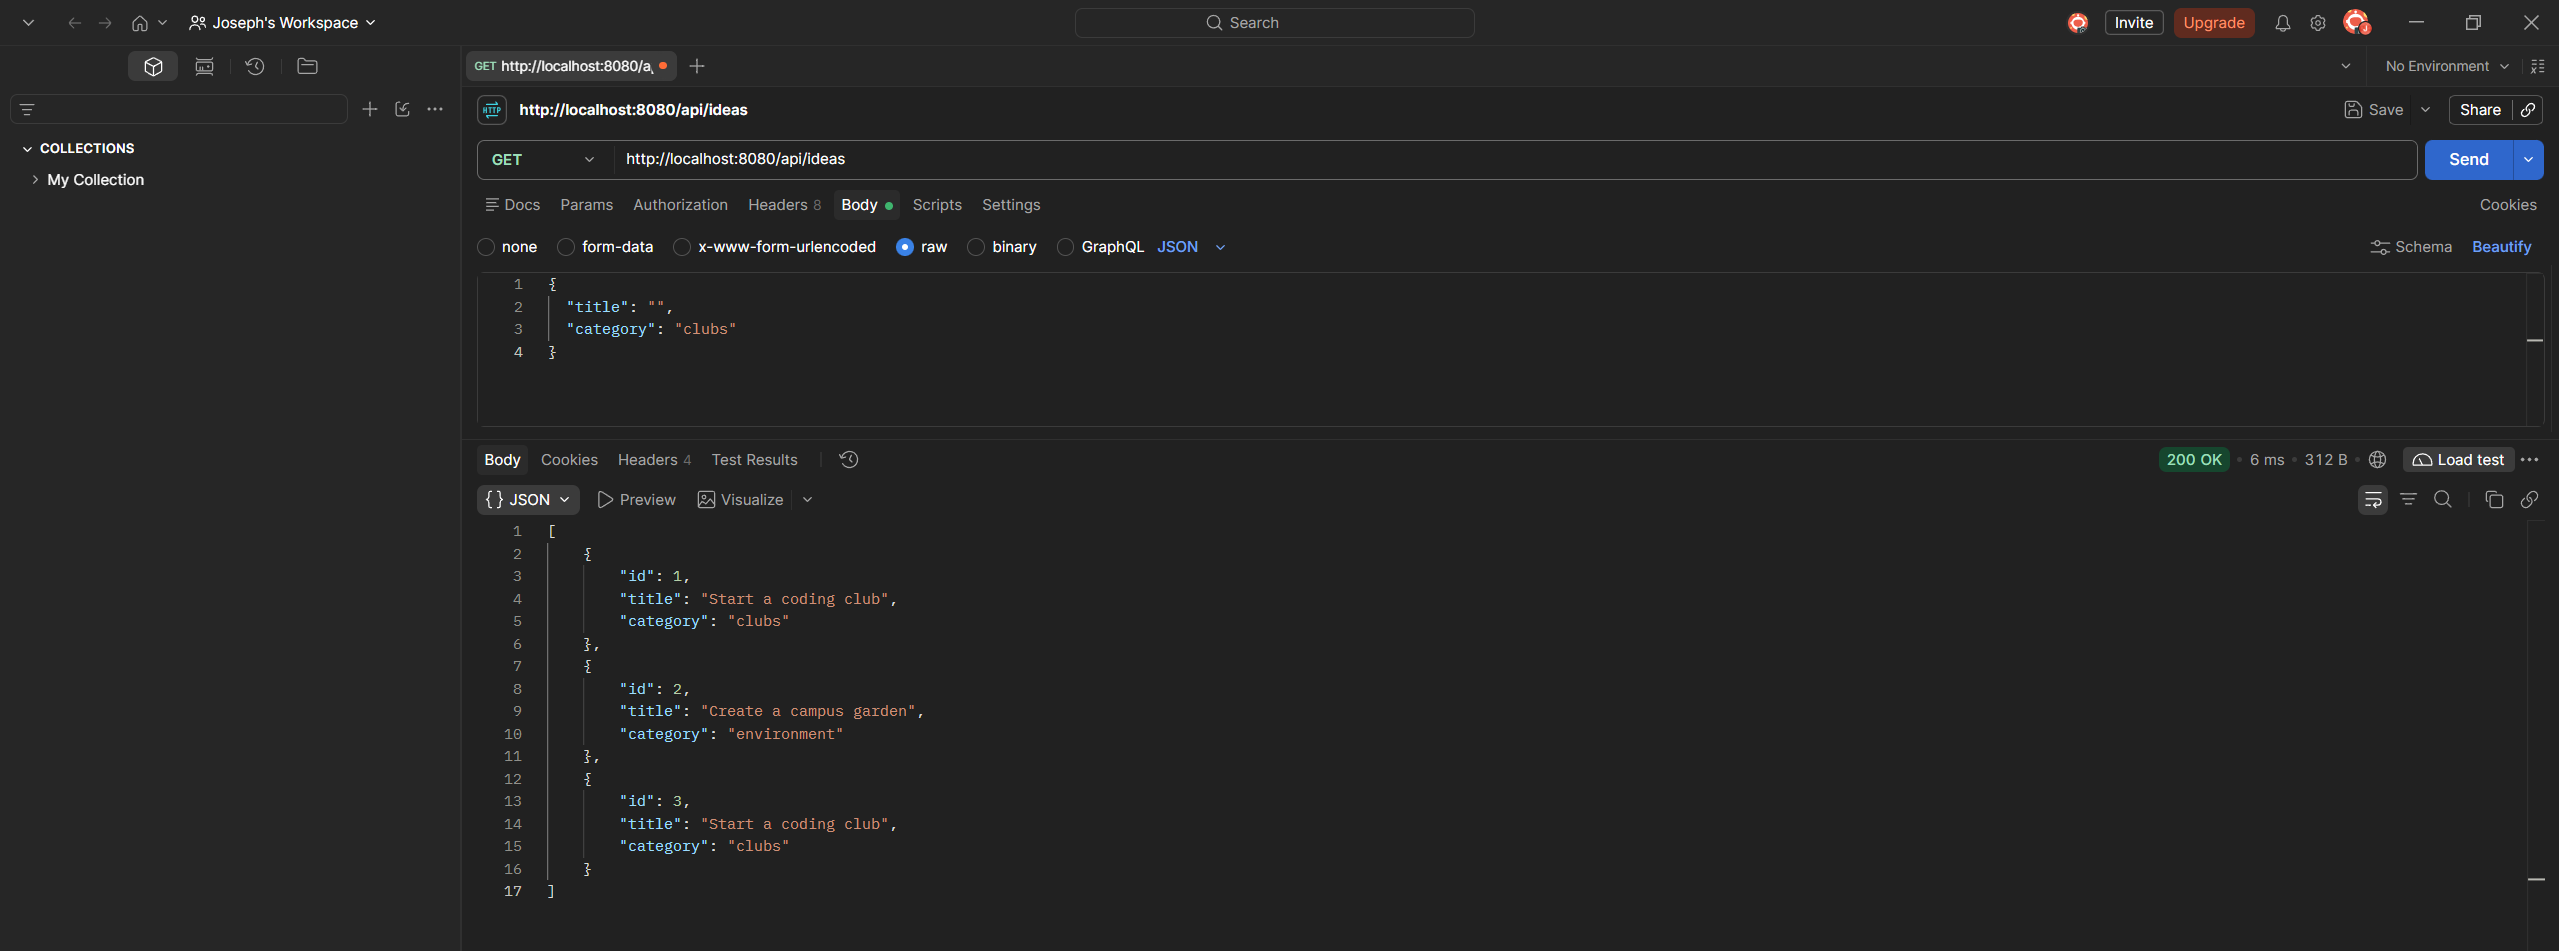 Joseph's Workspace
Search
Invite
Upgrade
GET http://localhost:8080/a
No Environment
HTTP
http://localhost:8080/api/ideas
Save
Share
COLLECTIONS
My Collection
GET
http://localhost:8080/api/ideas
Send
Docs
Params
Authorization
Headers 8
Body
Scripts
Settings
Cookies
none
form-data
x-www-form-urlencoded
raw
binary
GraphQL
JSON
Schema
Beautify
1 {
2 "title": "",
3 "category": "clubs"
4 }
Body
Cookies
Headers 4
Test Results
200 OK
6 ms
312 B
Load test
{} JSON
Preview
Visualize
1 [
2 {
3 "id": 1,
4 "title": "Start a coding club",
5 "category": "clubs"
6 },
7 {
8 "id": 2,
9 "title": "Create a campus garden",
10 "category": "environment"
11 },
12 {
13 "id": 3,
14 "title": "Start a coding club",
15 "category": "clubs"
16 }
17 ]